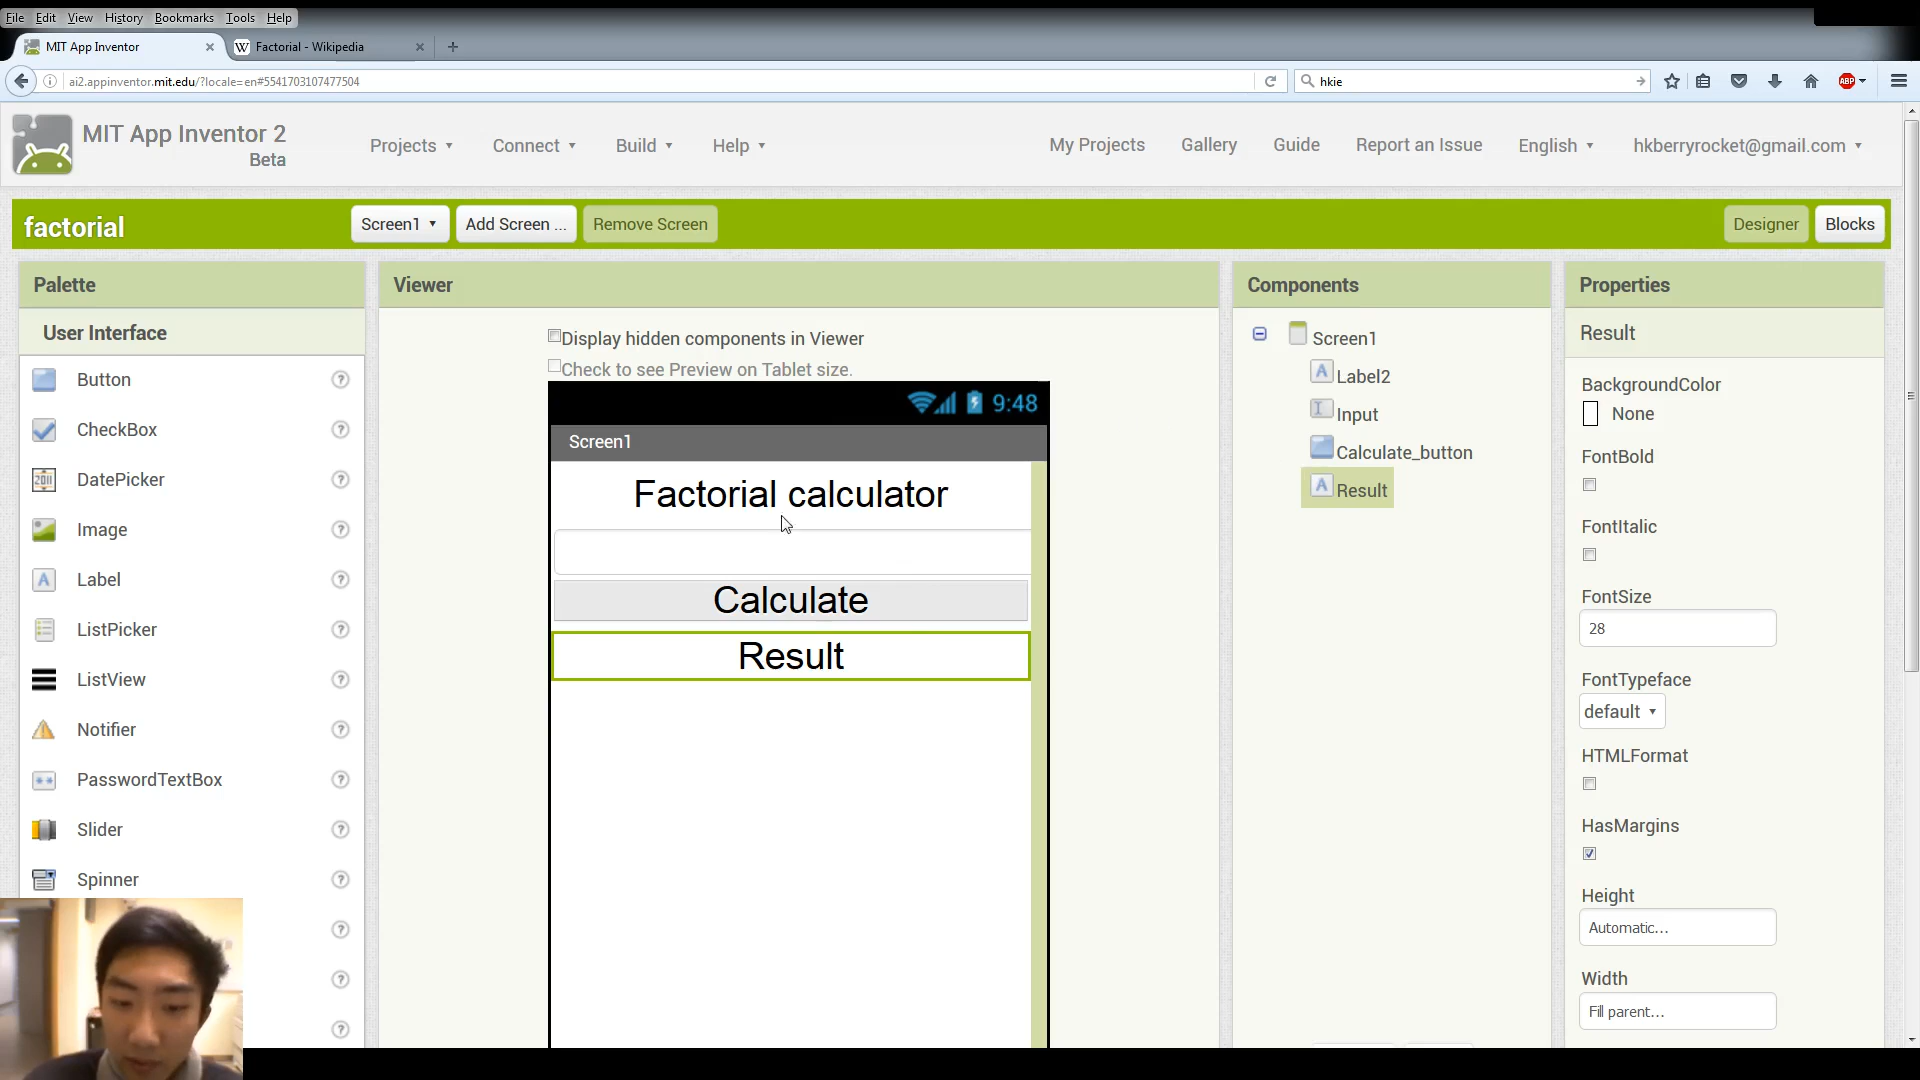 File Edit View History Bookmarks Tools Help
MIT App Inventor
W Factorial - Wikipedia
ai2.appinventor.mit.edu/?locale=en#5541703107477504
hkie
ABP
MIT App Inventor 2
Beta
Projects
Connect
Build
Help
My Projects
Gallery
Guide
Report an Issue
English
hkberryrocket@gmail.com
factorial
Screen1
Add Screen ...
Remove Screen
Designer
Blocks
Palette
User Interface
Button
CheckBox
DatePicker
Image
Label
ListPicker
ListView
Notifier
PasswordTextBox
Slider
Spinner
Viewer
Display hidden components in Viewer
Check to see Preview on Tablet size.
9:48
Screen1
Factorial calculator
Calculate
Result
Components
Screen1
Label2
Input
Calculate_button
Result
Properties
Result
BackgroundColor
None
FontBold
FontItalic
FontSize
28
FontTypeface
default
HTMLFormat
HasMargins
Height
Automatic...
Width
Fill parent...